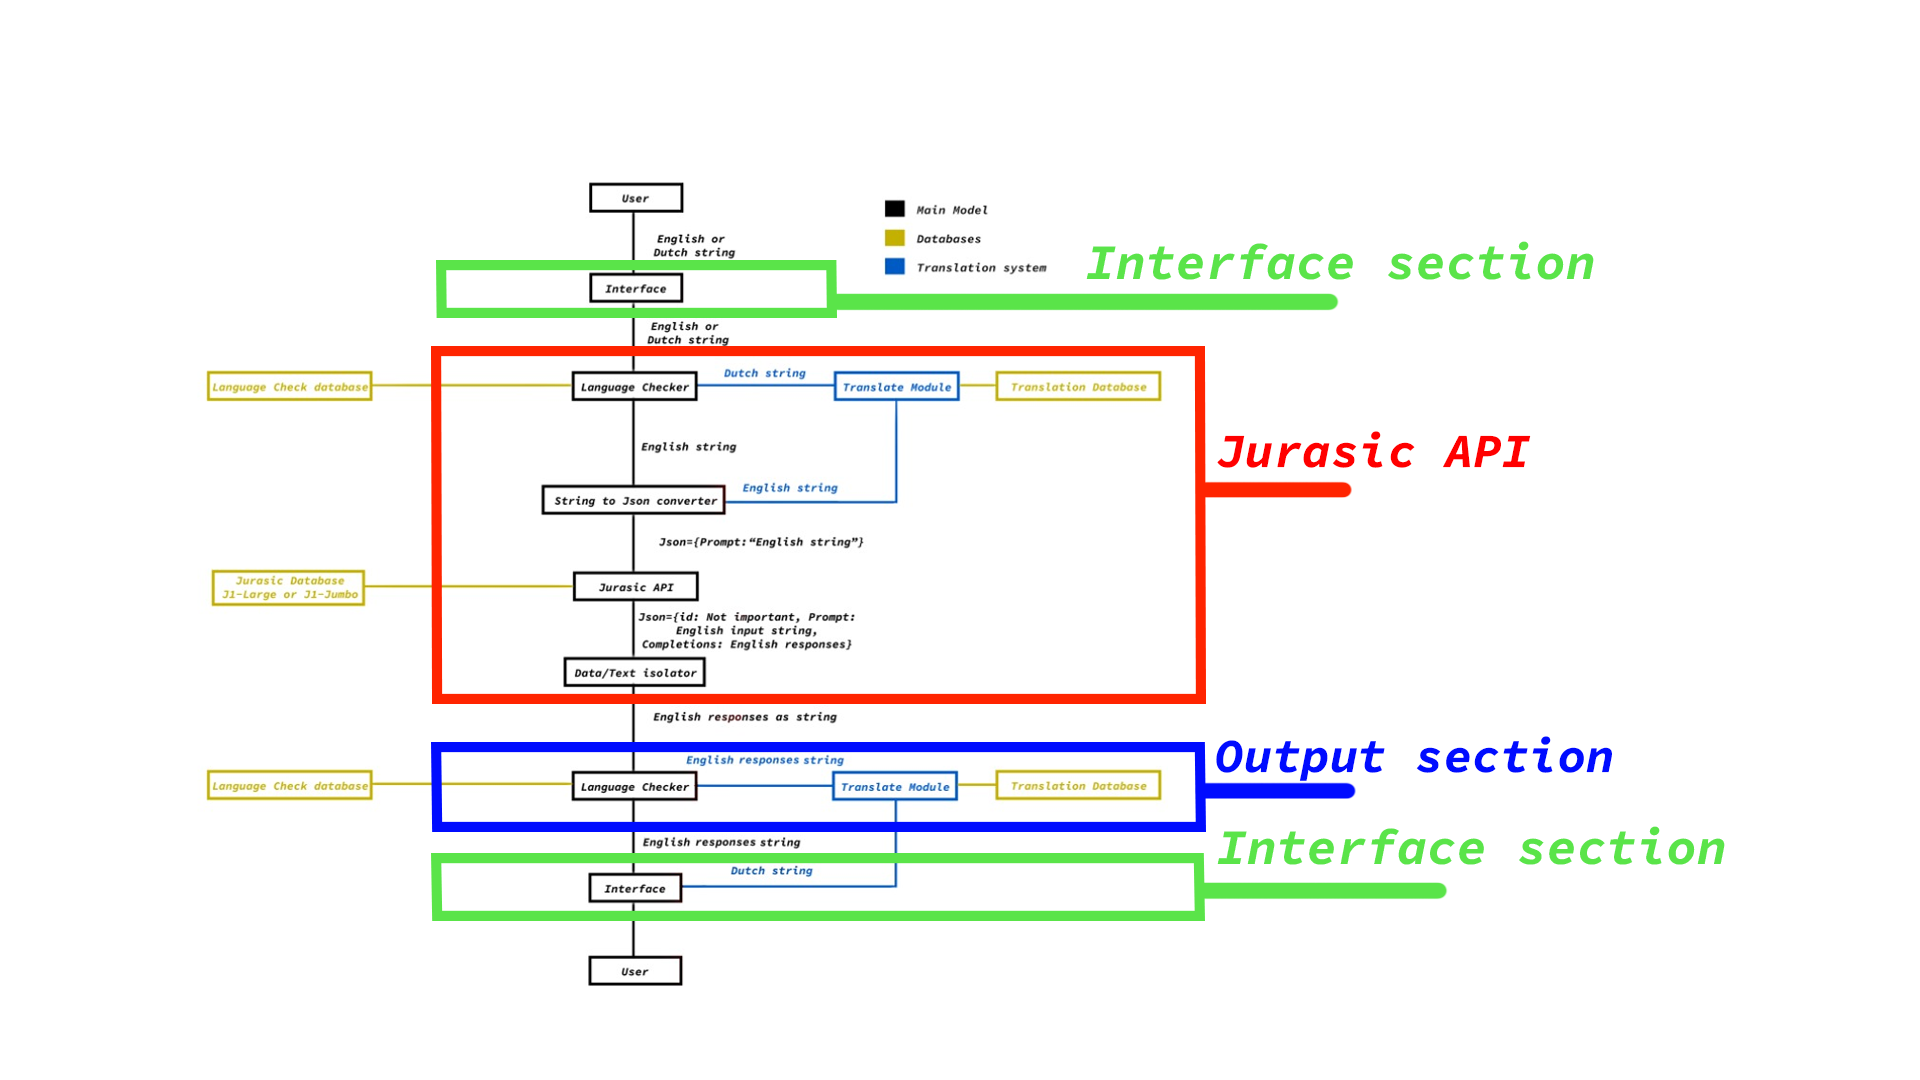 User
Main Model
English or
Dutch string
Databases
Translation system
Interface section
Interface
English or
Dutch string
Language Check database
Language Checker
Dutch string
Translate Module
Translation Database
English string
Jurasic API
String to Json converter
English string
Json={Prompt:“English string”}
Jurasic Database
J1-Large or J1-Jumbo
Jurasic API
Json={id: Not important, Prompt:
English input string,
Completions: English responses}
Data/Text isolator
English responses as string
Output section
English responses string
Language Check database
Language Checker
Translate Module
Translation Database
English responses string
Interface section
Dutch string
Interface
User